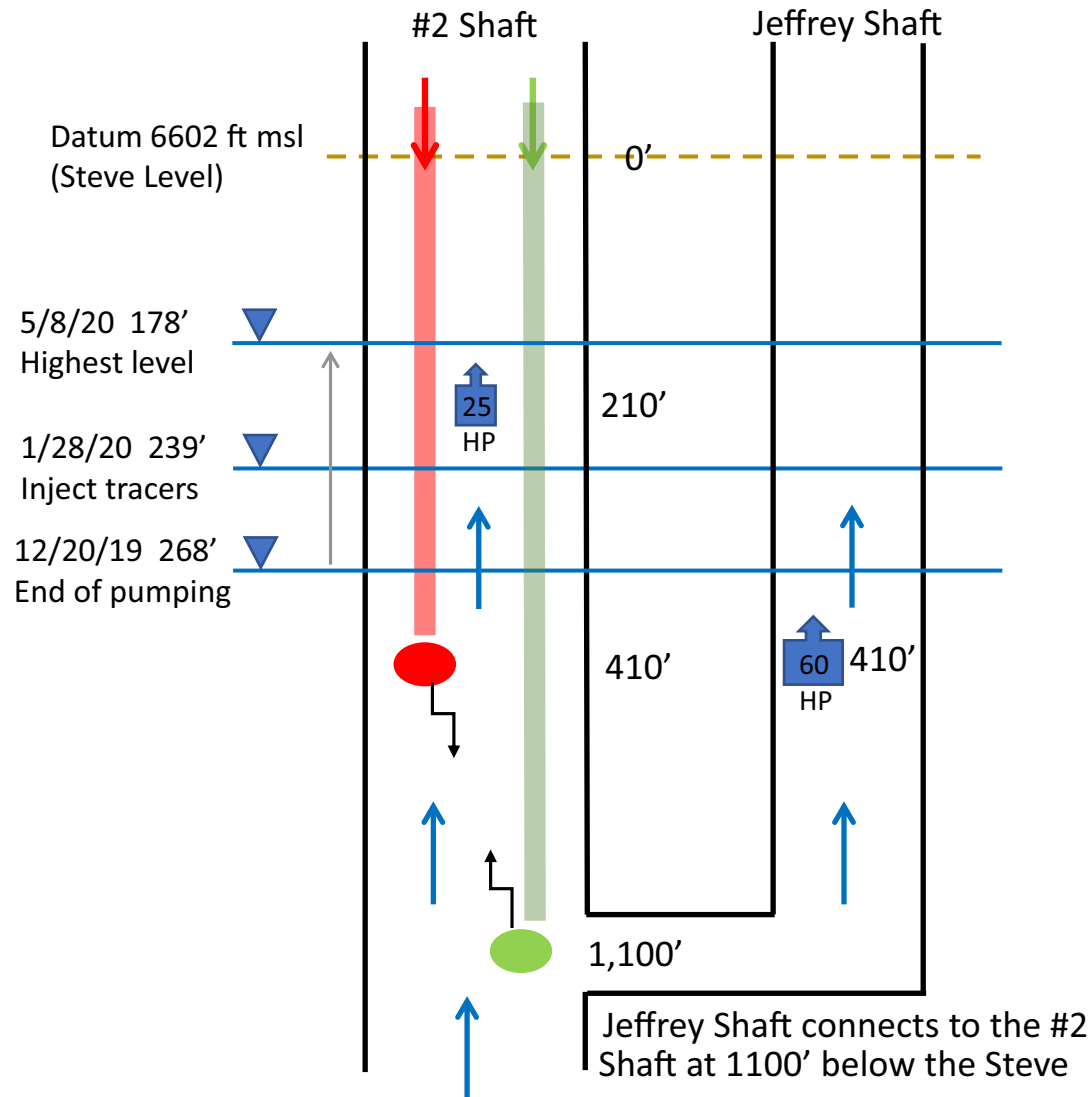 #2 Shaft
Jeffrey Shaft
Datum 6602 ft msl
(Steve Level)
0’
5/8/20 178’
Highest level
25
HP
210’
1/28/20 239’
Inject tracers
12/20/19 268’
End of pumping
410’
60
HP
410’
1,100’
Jeffrey Shaft connects to the #2
Shaft at 1100’ below the Steve